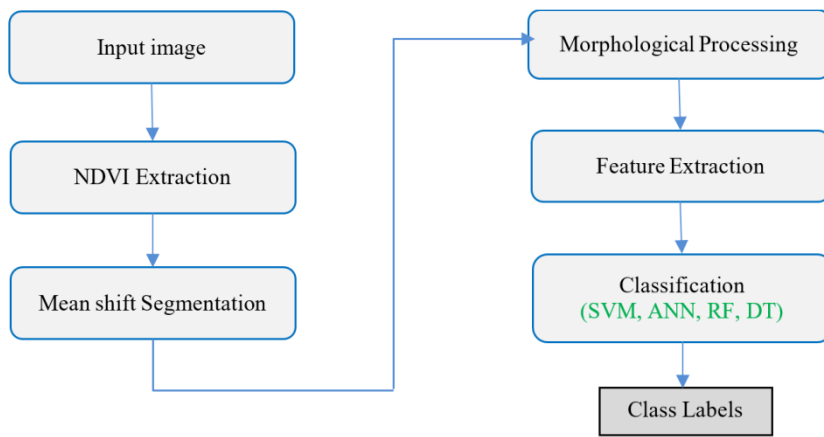 Input image
NDVI Extraction
Mean shift Segmentation
Morphological Processing
Feature Extraction
Classification
(SVM, ANN, RF, DT)
Class Labels